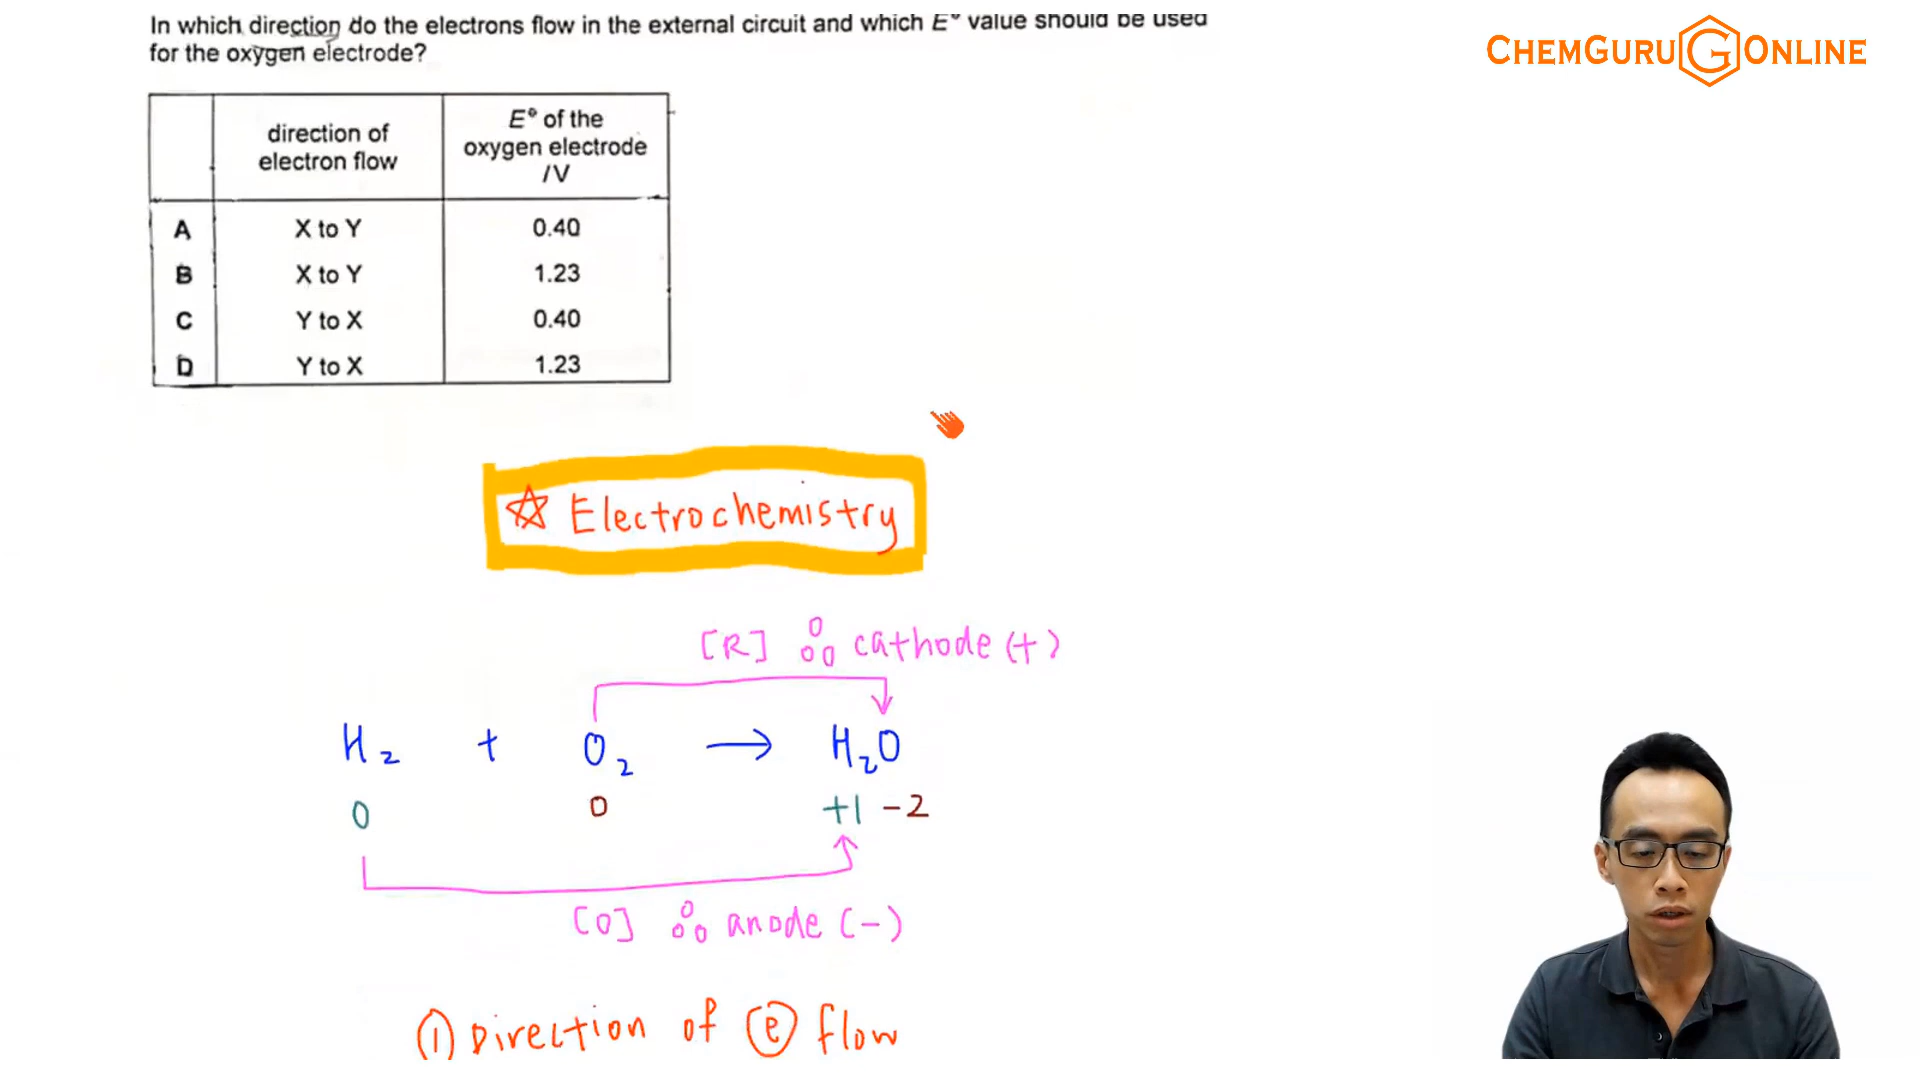 In which direction do the electrons flow in the external circuit and which E° value should be used
for the oxygen electrode?
CHEMGURU G ONLINE
direction of electron flow
E° of the oxygen electrode /V
A X to Y 0.40
B X to Y 1.23
C Y to X 0.40
D Y to X 1.23
☆ Electrochemistry
[R] ∴ cathode (+)
H₂ + O₂ → H₂O
0 0 +1 -2
[O] ∴ anode (-)
① Direction of ⓔ flow